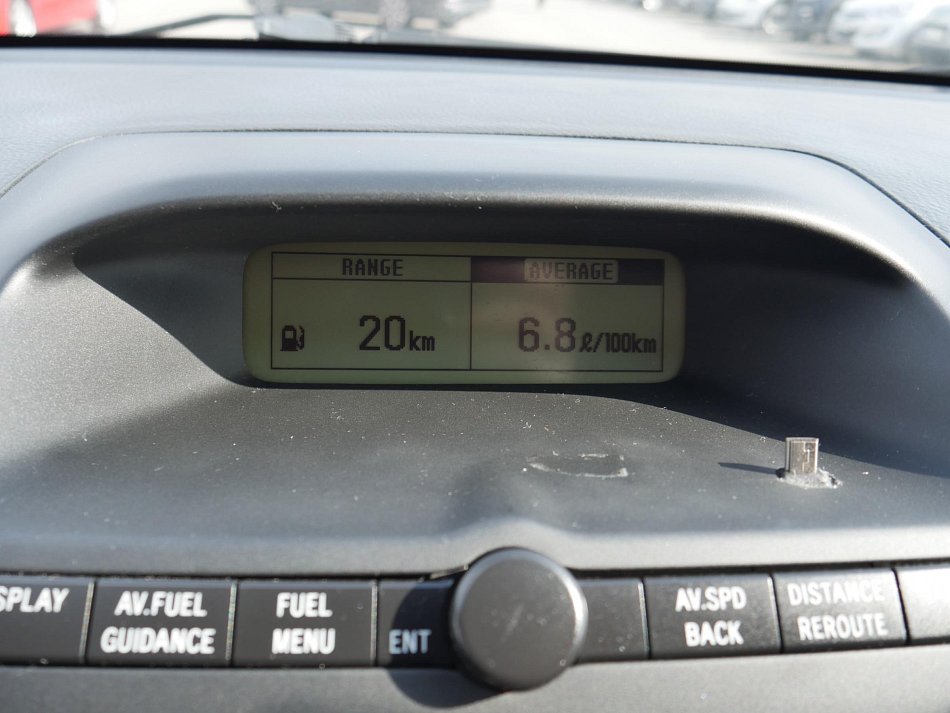 RANGE
AVERAGE
20km
6.8ℓ/100km
SPLAY
AV.FUEL
GUIDANCE
FUEL
MENU
ENT
AV.SPD
BACK
DISTANCE
REROUTE